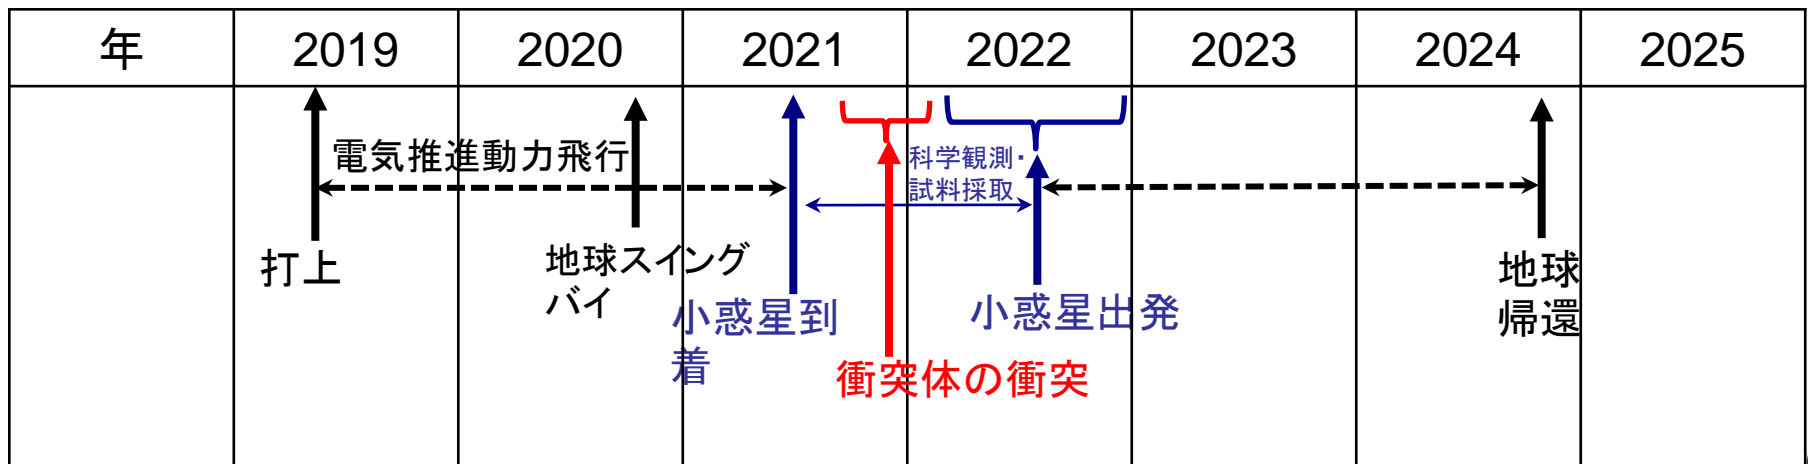 年 2019 2020 2021 2022 2023 2024 2025
電気推進動力飛行
科学観測・
試料採取
打上
地球スイング
バイ
小惑星到
着
衝突体の衝突
小惑星出発
地球
帰還